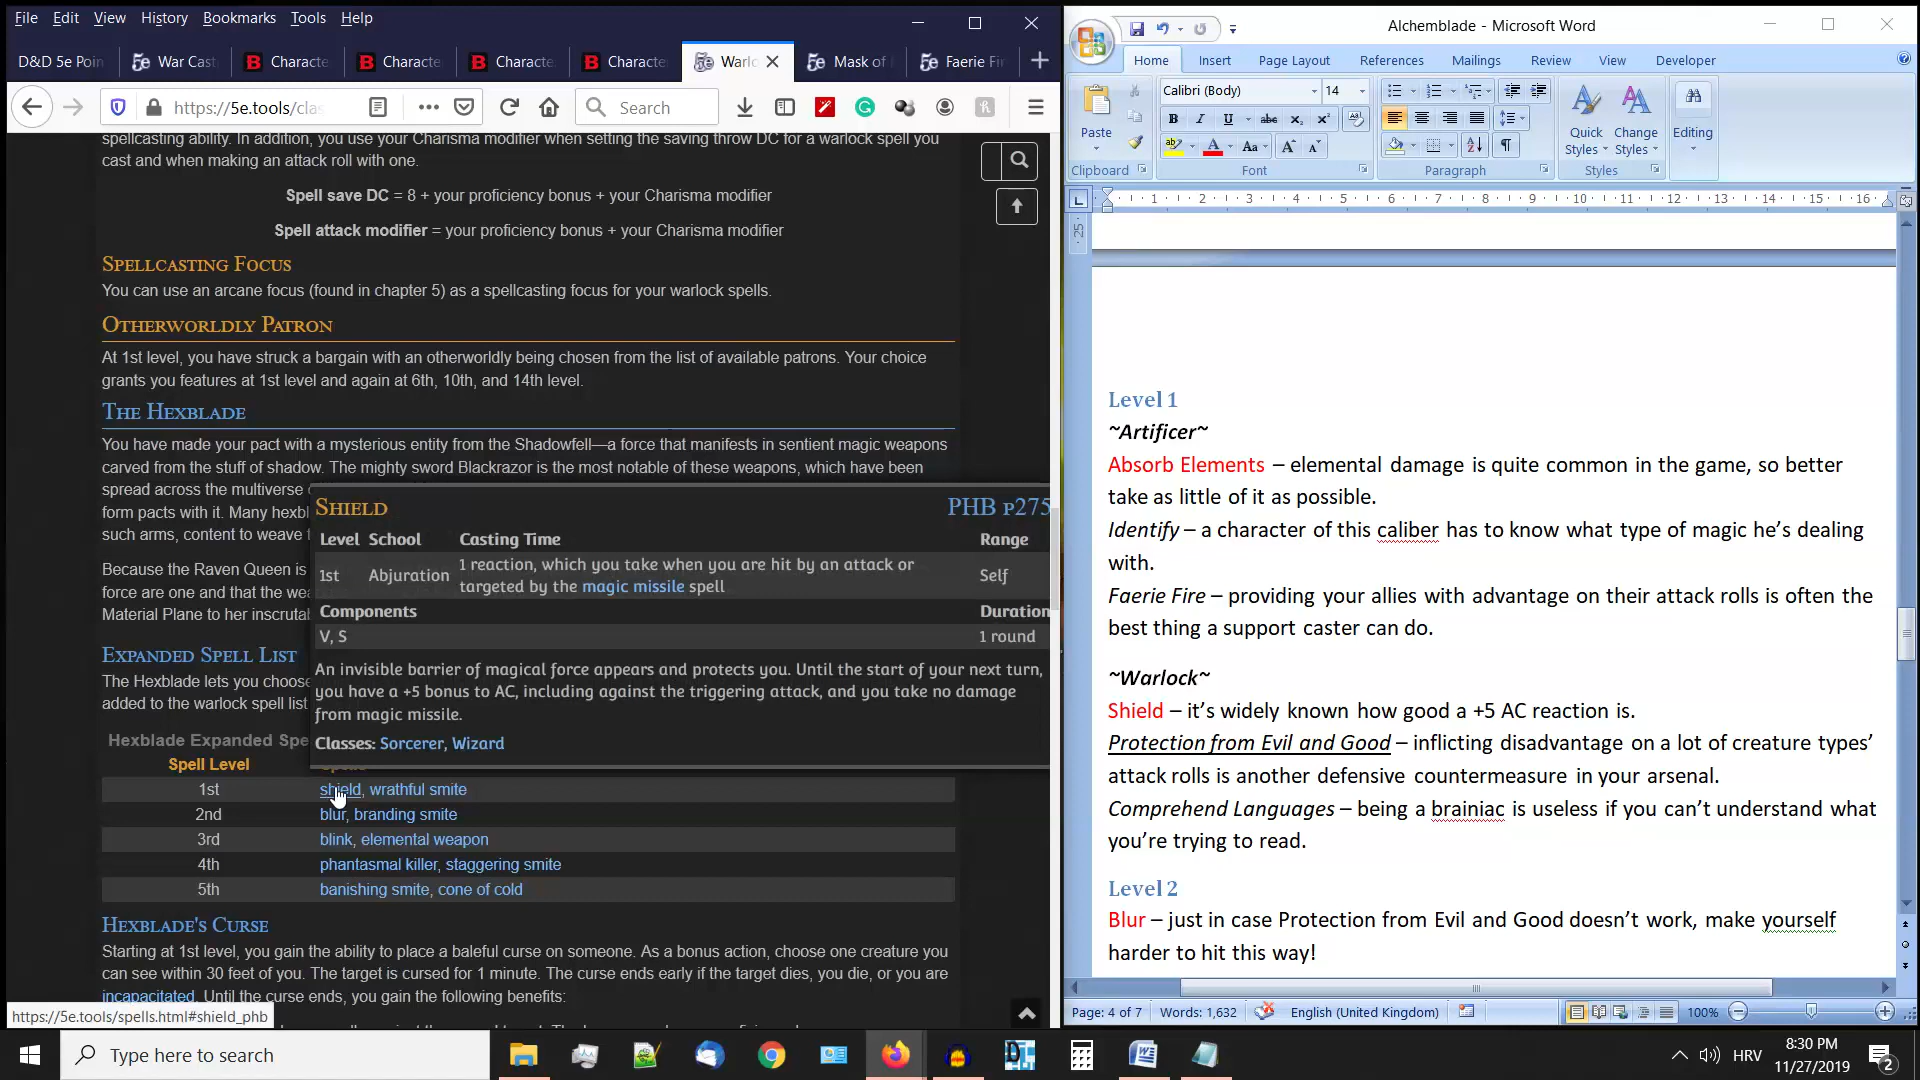 File Edit View History Bookmarks Tools Help
D&D 5e Poin War Cast Characte Characte Characte Characte Warlo Mask of Faerie Fi
https://5e.tools/clas Search
spellcasting ability. In addition, you use your Charisma modifier when setting the saving throw DC for a warlock spell you
cast and when making an attack roll with one.
Spell save DC = 8 + your proficiency bonus + your Charisma modifier
Spell attack modifier = your proficiency bonus + your Charisma modifier
Spellcasting Focus
You can use an arcane focus (found in chapter 5) as a spellcasting focus for your warlock spells.
Otherworldly Patron
At 1st level, you have struck a bargain with an otherworldly being chosen from the list of available patrons. Your choice
grants you features at 1st level and again at 6th, 10th, and 14th level.
The Hexblade
You have made your pact with a mysterious entity from the Shadowfell—a force that manifests in sentient magic weapons
carved from the stuff of shadow. The mighty sword Blackrazor is the most notable of these weapons, which have been
spread across the multiverse
form pacts with it. Many hexbl
such arms, content to weave
Because the Raven Queen is
force are one and that the wea
Material Plane to her inscruta
Shield PHB p275
Level School Casting Time Range
1st Abjuration 1 reaction, which you take when you are hit by an attack or
targeted by the magic missile spell Self
Components Duration
V, S 1 round
An invisible barrier of magical force appears and protects you. Until the start of your next turn,
you have a +5 bonus to AC, including against the triggering attack, and you take no damage
from magic missile.
Classes: Sorcerer, Wizard
Expanded Spell List
The Hexblade lets you choose
added to the warlock spell list
Hexblade Expanded Spe
Spell Level
1st shield, wrathful smite
2nd blur, branding smite
3rd blink, elemental weapon
4th phantasmal killer, staggering smite
5th banishing smite, cone of cold
Hexblade's Curse
Starting at 1st level, you gain the ability to place a baleful curse on someone. As a bonus action, choose one creature you
can see within 30 feet of you. The target is cursed for 1 minute. The curse ends early if the target dies, you die, or you are
incapacitated. Until the curse ends, you gain the following benefits:
https://5e.tools/spells.html#shield_phb
Alchemblade - Microsoft Word
Home Insert Page Layout References Mailings Review View Developer
Calibri (Body) 14
Paste
Quick Styles Change Styles Editing
Clipboard Font Paragraph Styles
1 2 3 4 5 6 7 8 9 10 11 12 13 14 15 16
25
Level 1
~Artificer~
Absorb Elements – elemental damage is quite common in the game, so better
take as little of it as possible.
Identify – a character of this caliber has to know what type of magic he’s dealing
with.
Faerie Fire – providing your allies with advantage on their attack rolls is often the
best thing a support caster can do.
~Warlock~
Shield – it’s widely known how good a +5 AC reaction is.
Protection from Evil and Good – inflicting disadvantage on a lot of creature types’
attack rolls is another defensive countermeasure in your arsenal.
Comprehend Languages – being a brainiac is useless if you can’t understand what
you’re trying to read.
Level 2
Blur – just in case Protection from Evil and Good doesn’t work, make yourself
harder to hit this way!
Page: 4 of 7 Words: 1,632 English (United Kingdom) 100%
Type here to search
HRV 8:30 PM
11/27/2019 2